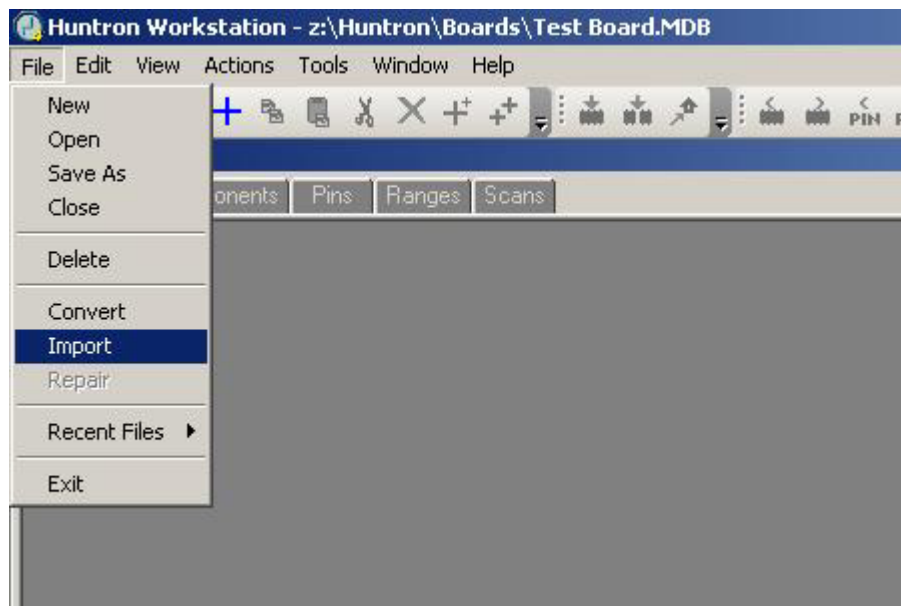 Huntron Workstation - z:\Huntron\Boards\Test Board.MDB
File Edit View Actions Tools Window Help
New
Open
Save As
Close
Delete
Convert
Import
Repair
Recent Files
Exit
PIN
onents Pins Ranges Scans